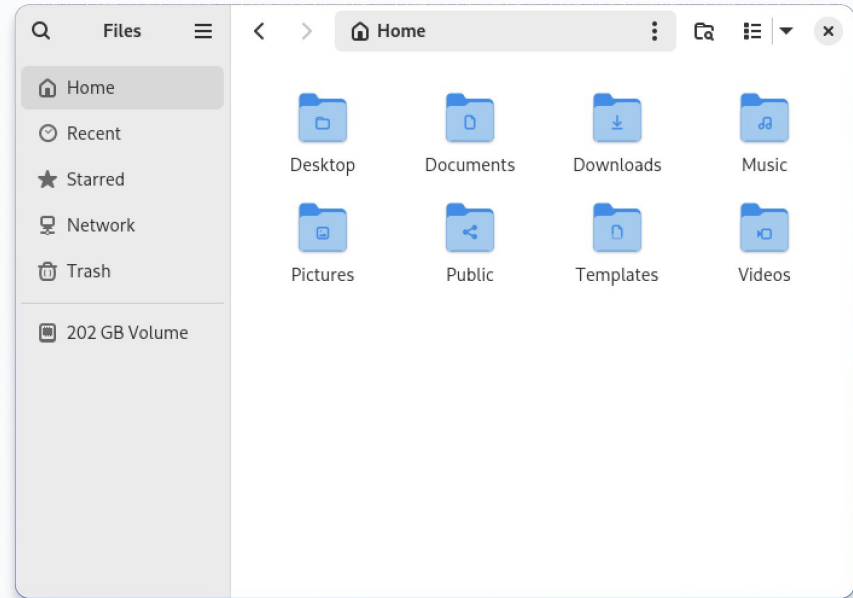 Files
Home
Home
Recent
Starred
Network
Trash
202 GB Volume
Desktop
Documents
Downloads
Music
Pictures
Public
Templates
Videos